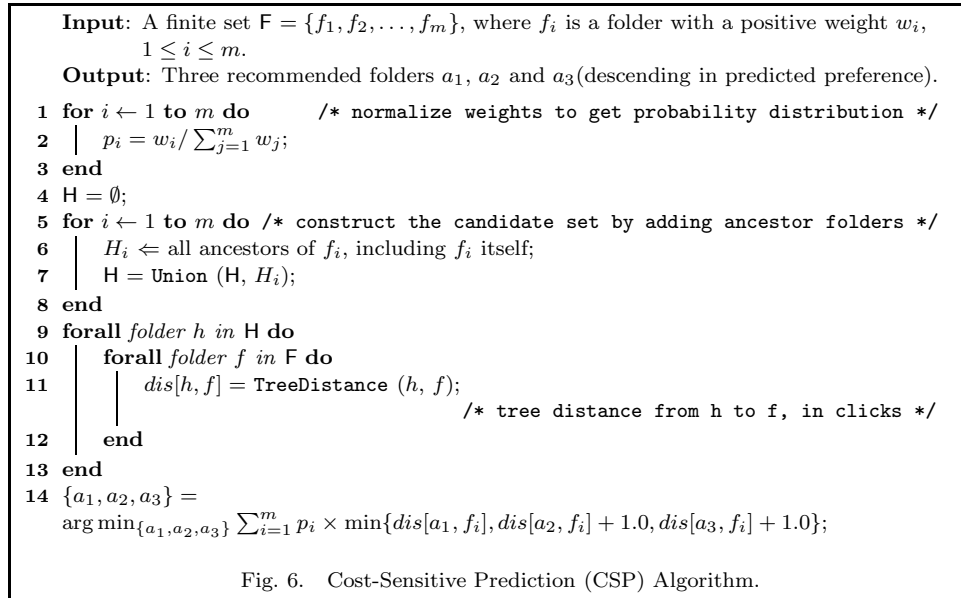 Input: A finite set F = {f₁, f₂, . . . , fₘ}, where fᵢ is a folder with a positive weight wᵢ,
1 ≤ i ≤ m.
Output: Three recommended folders a₁, a₂ and a₃(descending in predicted preference).
1 for i ← 1 to m do /* normalize weights to get probability distribution */
2 pᵢ = wᵢ/ ∑ⱼ₌₁ᵐ wⱼ;
3 end
4 H = ∅;
5 for i ← 1 to m do /* construct the candidate set by adding ancestor folders */
6 Hᵢ ⇐ all ancestors of fᵢ, including fᵢ itself;
7 H = Union (H, Hᵢ);
8 end
9 forall folder h in H do
10 forall folder f in F do
11 dis[h, f] = TreeDistance (h, f);
/* tree distance from h to f, in clicks */
12 end
13 end
14 {a₁, a₂, a₃} =
arg min_{a₁,a₂,a₃} ∑ᵢ₌₁ᵐ pᵢ × min{dis[a₁, fᵢ], dis[a₂, fᵢ] + 1.0, dis[a₃, fᵢ] + 1.0};
Fig. 6. Cost-Sensitive Prediction (CSP) Algorithm.